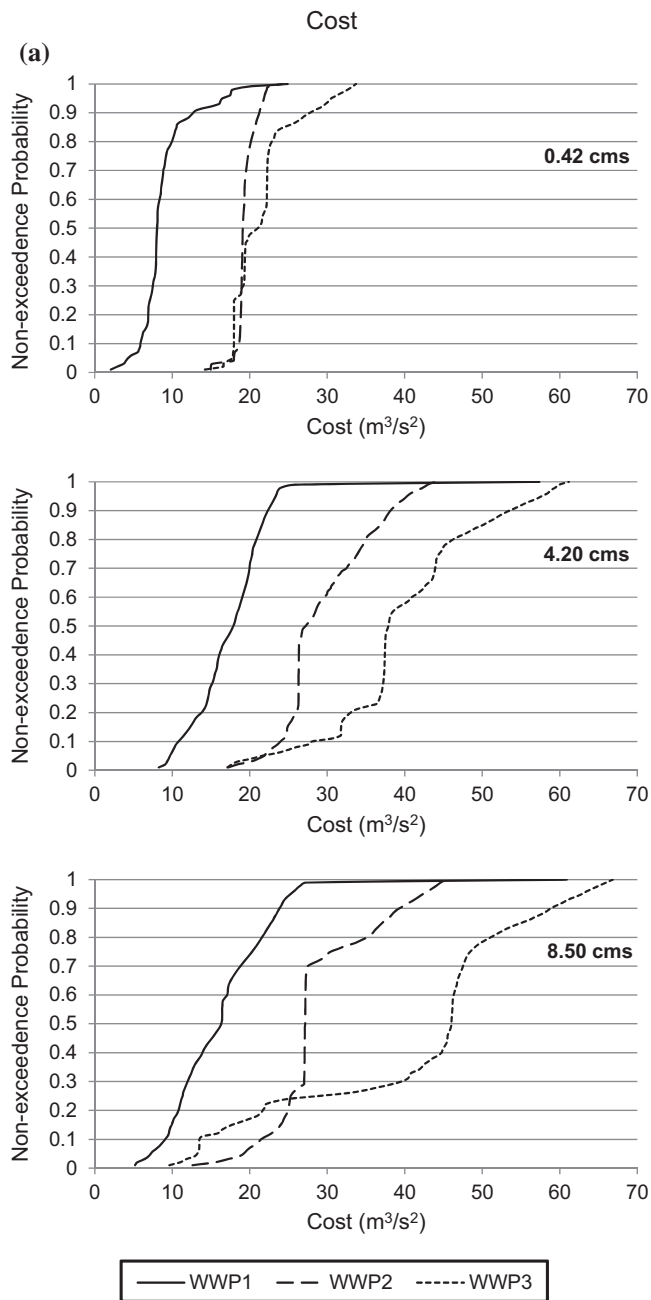 Cost
(a)
Non-exceedence Probability
1
0.9
0.8
0.7
0.6
0.5
0.4
0.3
0.2
0.1
0
0.42 cms
0 10 20 30 40 50 60 70
Cost (m³/s²)
Non-exceedence Probability
1
0.9
0.8
0.7
0.6
0.5
0.4
0.3
0.2
0.1
0
4.20 cms
0 10 20 30 40 50 60 70
Cost (m³/s²)
Non-exceedence Probability
1
0.9
0.8
0.7
0.6
0.5
0.4
0.3
0.2
0.1
0
8.50 cms
0 10 20 30 40 50 60 70
Cost (m³/s²)
WWP1 WWP2 WWP3